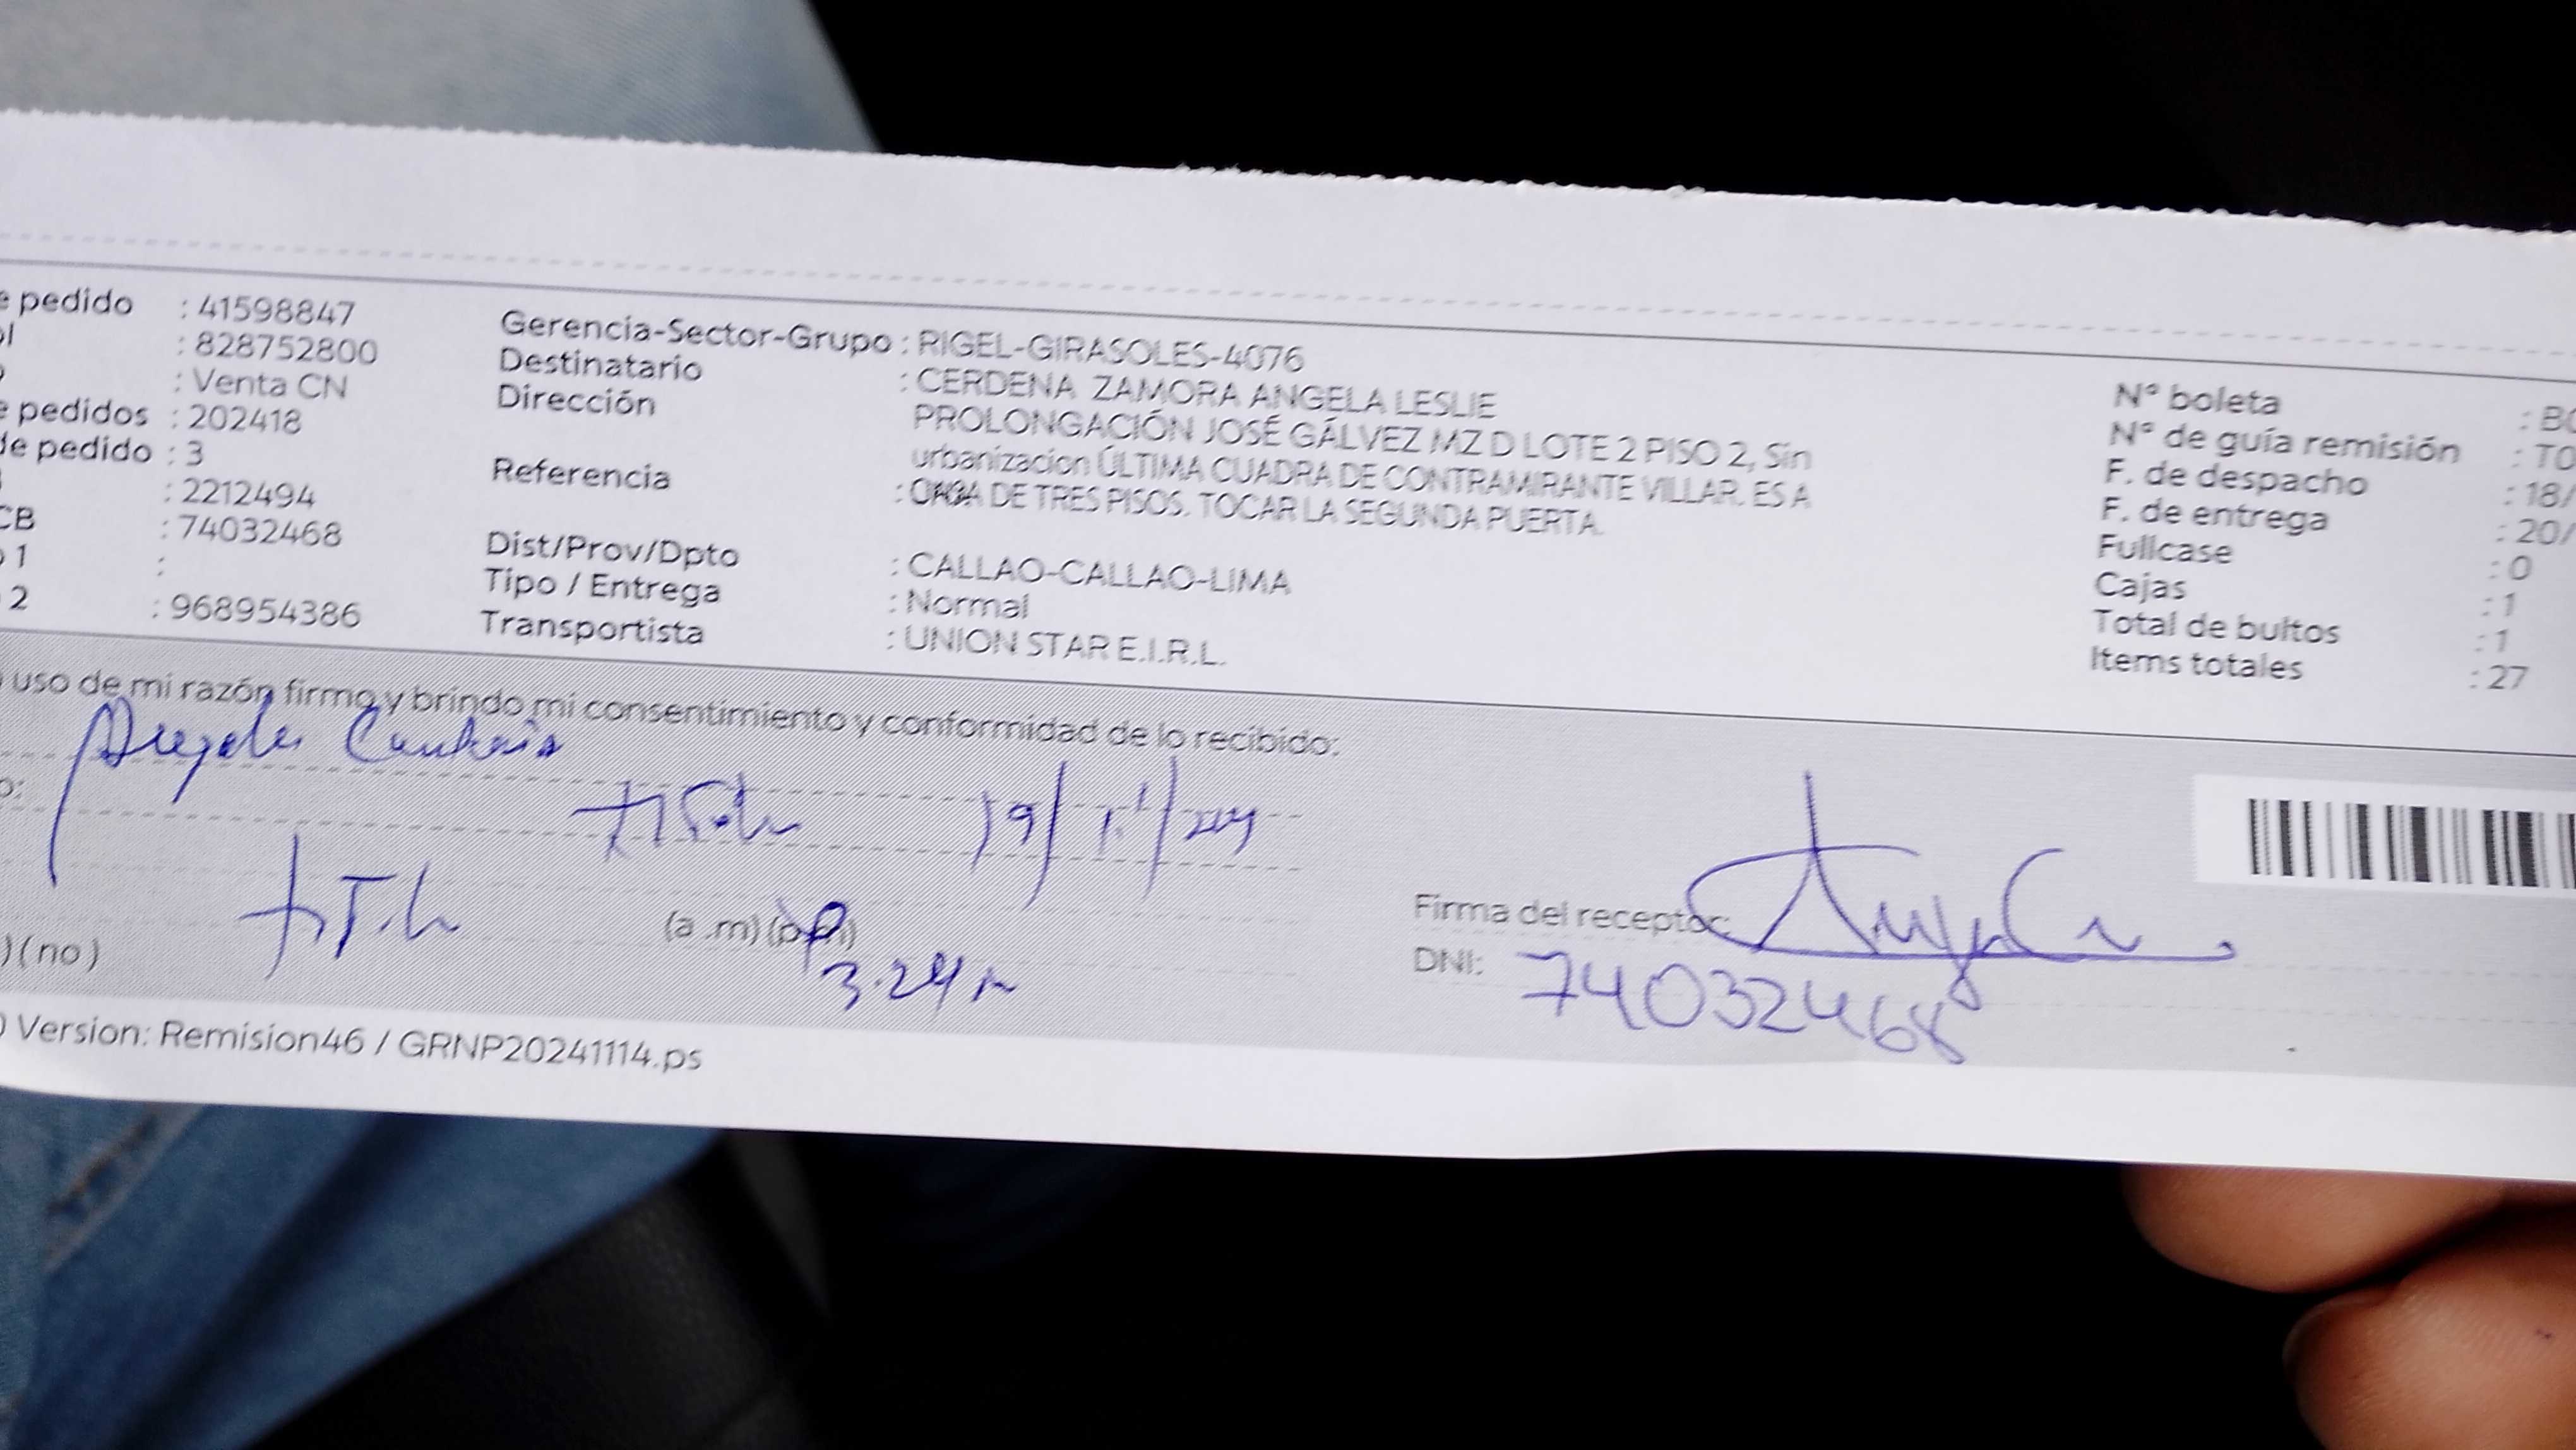 e pedido : 41598847
: 828752800
: Venta CN
e pedidos : 202418
de pedido : 3
: 2212494
CB : 74032468
1 :
2 : 968954386
Gerencia-Sector-Grupo : RIGEL-GIRASOLES-4076
Destinatario : CERDENA ZAMORA ANGELA LESLIE
Dirección PROLONGACIÓN JOSÉ GÁLVEZ MZ D LOTE 2 PISO 2, Sin
urbanizacion ÚLTIMA CUADRA DE CONTRAMIRANTE VILLAR. ES A
Referencia : DE TRES PISOS. TOCAR LA SEGUNDA PUERTA.
Dist/Prov/Dpto : CALLAO-CALLAO-LIMA
Tipo / Entrega : Normal
Transportista : UNION STAR E.I.R.L.
N° boleta : B0
N° de guía remisión : T0
F. de despacho : 18/
F. de entrega : 20/
Fullcase : 0
Cajas : 1
Total de bultos : 1
Items totales : 27
uso de mi razón firmo y brindo mi consentimiento y conformidad de lo recibido:
o:
) (no) (a .m) (p.m)
Firma del receptor:
DNI: 74032468
) Version: Remision46 / GRNP20241114.ps